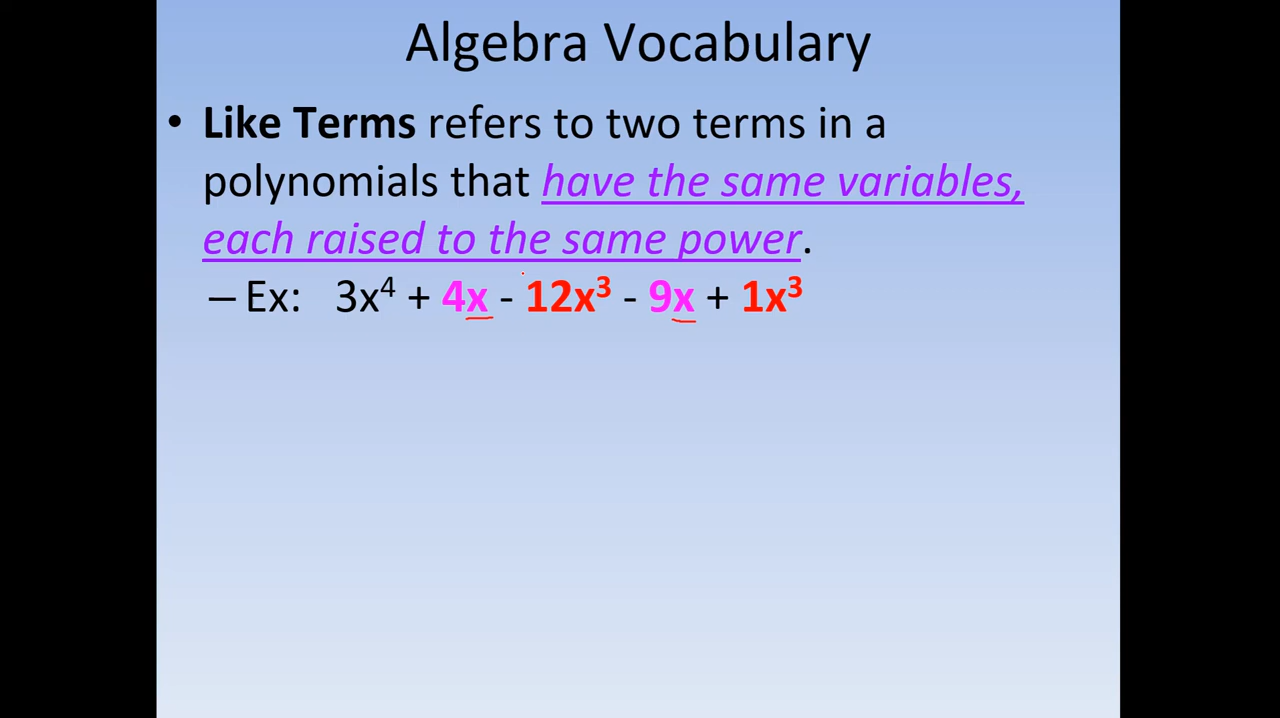 Algebra Vocabulary
• Like Terms refers to two terms in a
polynomials that have the same variables,
each raised to the same power.
– Ex: 3x⁴ + 4x - 12x³ - 9x + 1x³